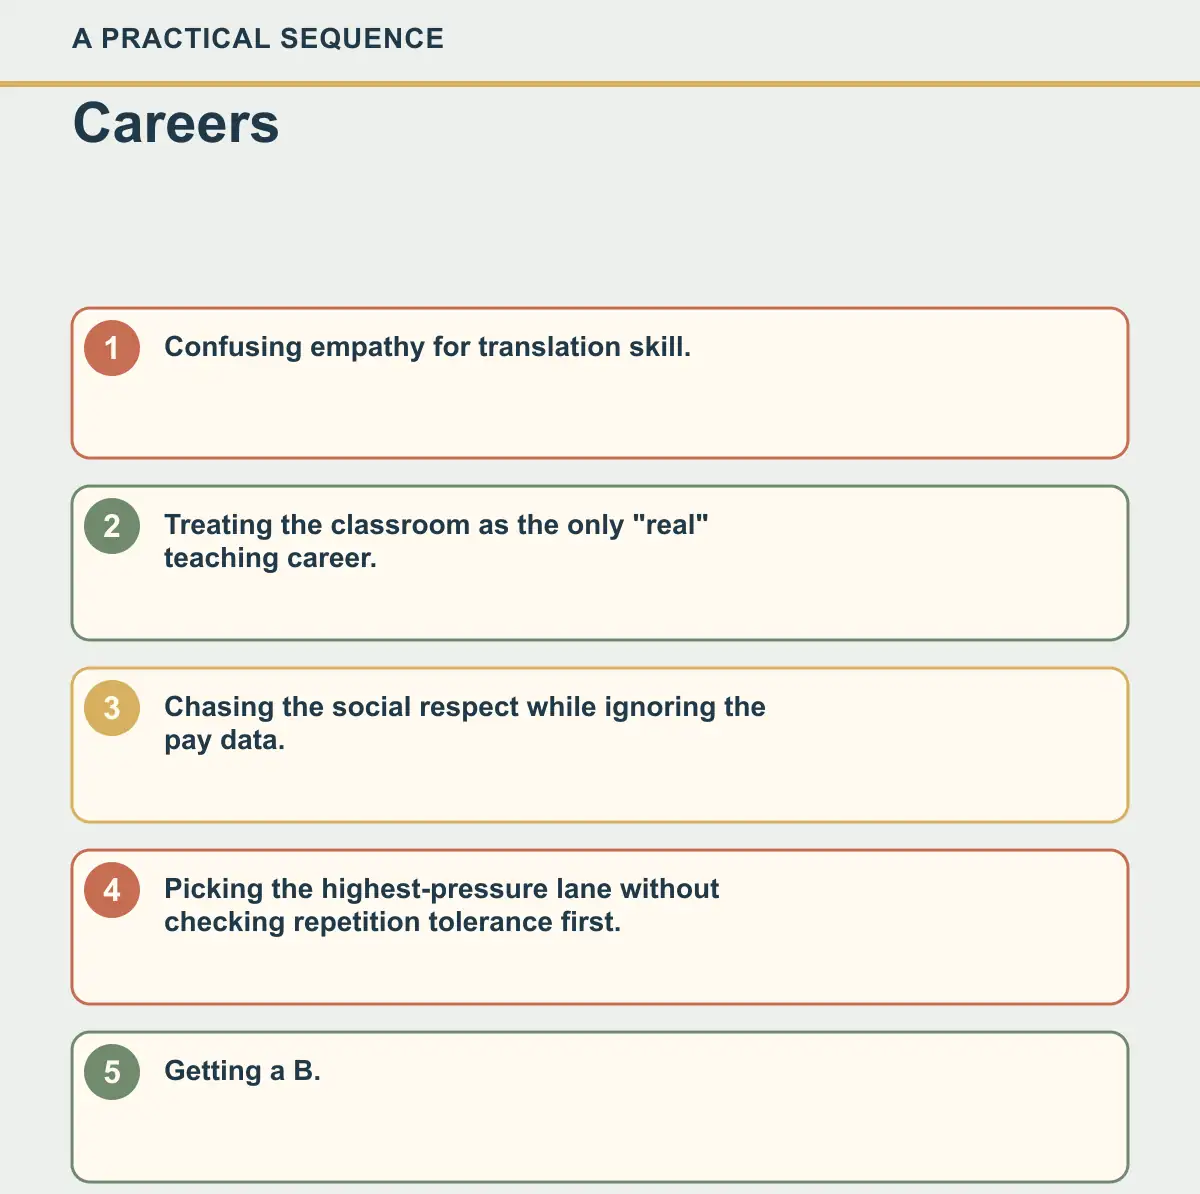 A PRACTICAL SEQUENCE
Careers
1
Confusing empathy for translation skill.
2
Treating the classroom as the only "real"
teaching career.
3
Chasing the social respect while ignoring the
pay data.
4
Picking the highest-pressure lane without
checking repetition tolerance first.
5
Getting a B.